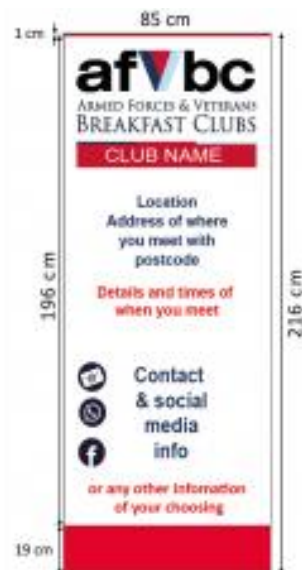 85 cm
1 cm
afvbc
ARMED FORCES & VETERANS
BREAKFAST CLUBS
CLUB NAME
Location
Address of where
you meet with
postcode
Details and times of
when you meet
196 cm
216 cm
Contact
& social
media
info
or any other Infomation
of your choosing
19 cm